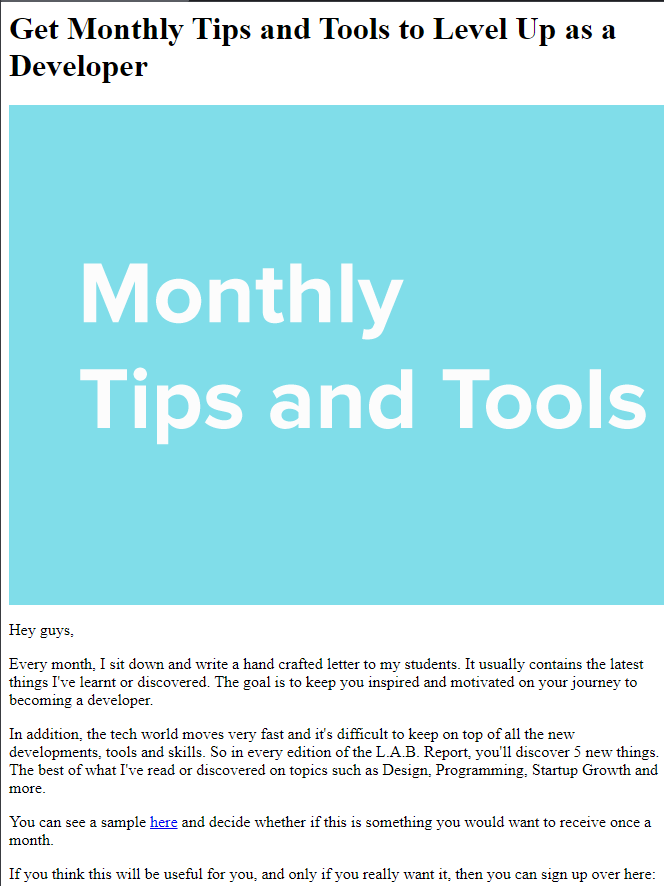 Get Monthly Tips and Tools to Level Up as a
Developer
Monthly
Tips and Tools
Hey guys,
Every month, I sit down and write a hand crafted letter to my students. It usually contains the latest
things I've learnt or discovered. The goal is to keep you inspired and motivated on your journey to
becoming a developer.
In addition, the tech world moves very fast and it's difficult to keep on top of all the new
developments, tools and skills. So in every edition of the L.A.B. Report, you'll discover 5 new things.
The best of what I've read or discovered on topics such as Design, Programming, Startup Growth and
more.
You can see a sample here and decide whether if this is something you would want to receive once a
month.
If you think this will be useful for you, and only if you really want it, then you can sign up over here: